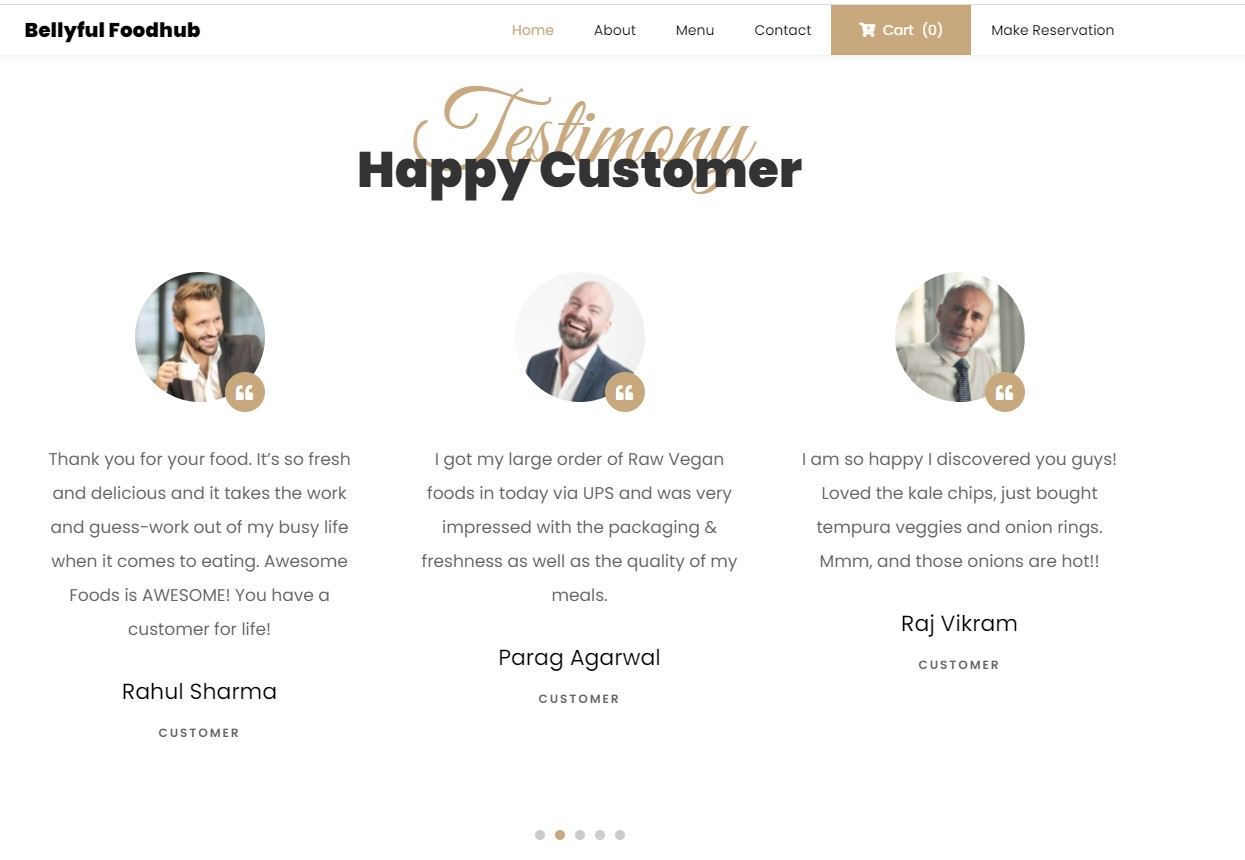 Bellyful Foodhub Home About Menu Contact Cart (0) Make Reservation
Testimony
Happy Customer
Thank you for your food. It's so fresh
and delicious and it takes the work
and guess-work out of my busy life
when it comes to eating. Awesome
Foods is AWESOME! You have a
customer for life!
Rahul Sharma
CUSTOMER
I got my large order of Raw Vegan
foods in today via UPS and was very
impressed with the packaging &
freshness as well as the quality of my
meals.
Parag Agarwal
CUSTOMER
I am so happy I discovered you guys!
Loved the kale chips, just bought
tempura veggies and onion rings.
Mmm, and those onions are hot!!
Raj Vikram
CUSTOMER